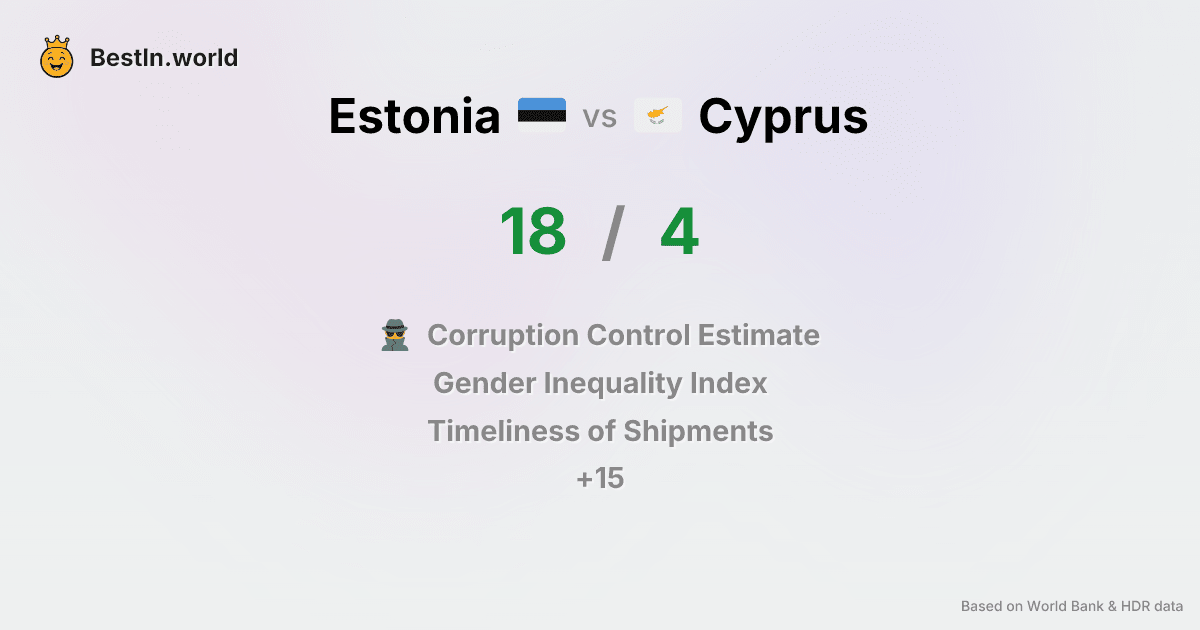 BestIn.world
Estonia vs Cyprus
18 / 4
Corruption Control Estimate
Gender Inequality Index
Timeliness of Shipments
+15
Based on World Bank & HDR data